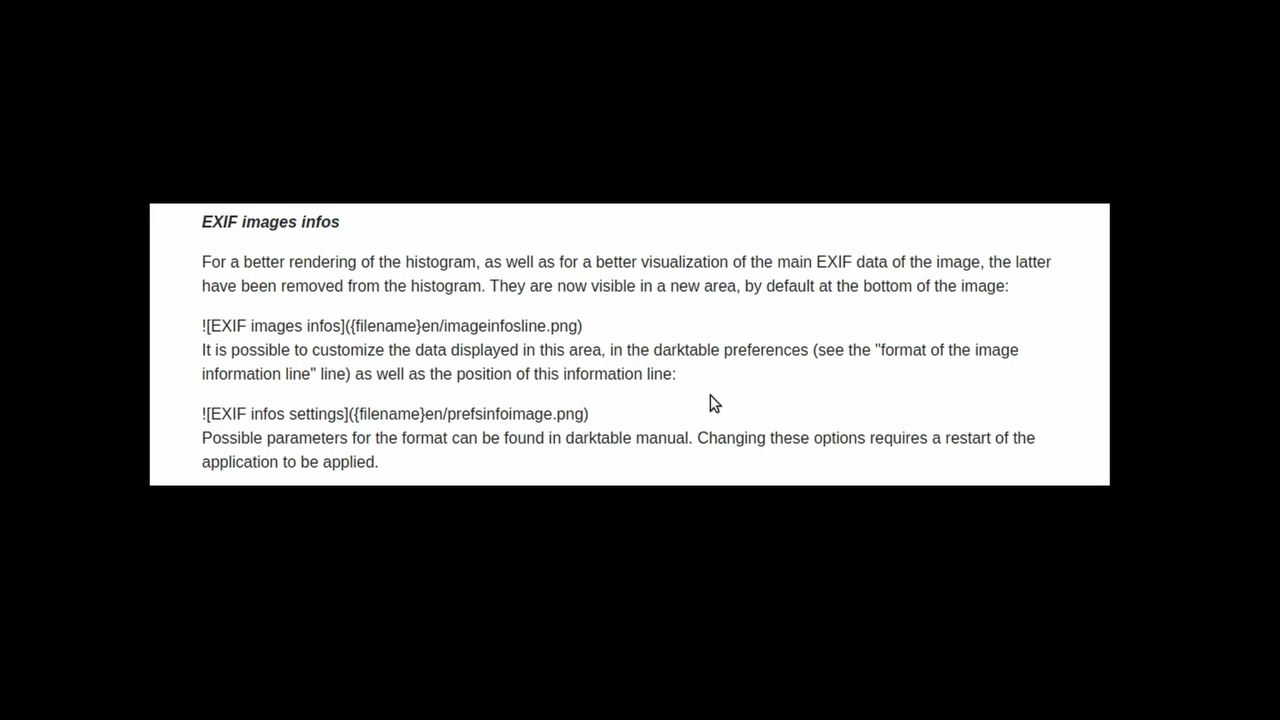 EXIF images infos
For a better rendering of the histogram, as well as for a better visualization of the main EXIF data of the image, the latter
have been removed from the histogram. They are now visible in a new area, by default at the bottom of the image:
![EXIF images infos]({filename}en/imageinfosline.png)
It is possible to customize the data displayed in this area, in the darktable preferences (see the "format of the image
information line" line) as well as the position of this information line:
![EXIF infos settings]({filename}en/prefsinfoimage.png)
Possible parameters for the format can be found in darktable manual. Changing these options requires a restart of the
application to be applied.